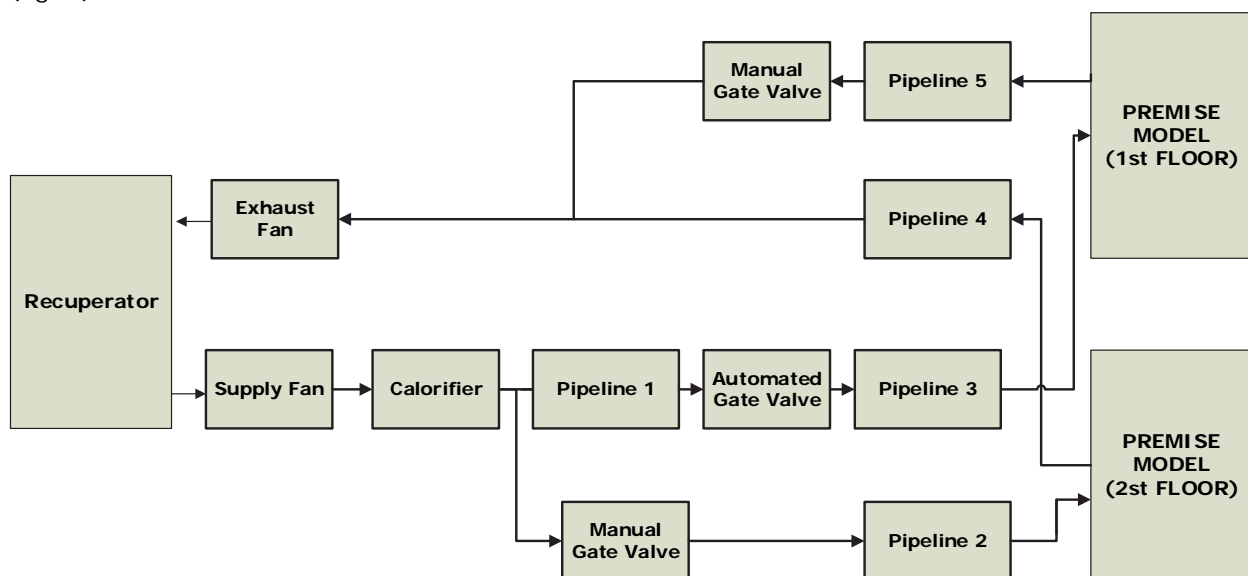 Manual
Gate Valve
Pipeline 5
PREMISE
MODEL
(1st FLOOR)
Exhaust
Fan
Pipeline 4
Recuperator
Supply Fan
Calorifier
Pipeline 1
Automated
Gate Valve
Pipeline 3
PREMISE
MODEL
(2st FLOOR)
Manual
Gate Valve
Pipeline 2